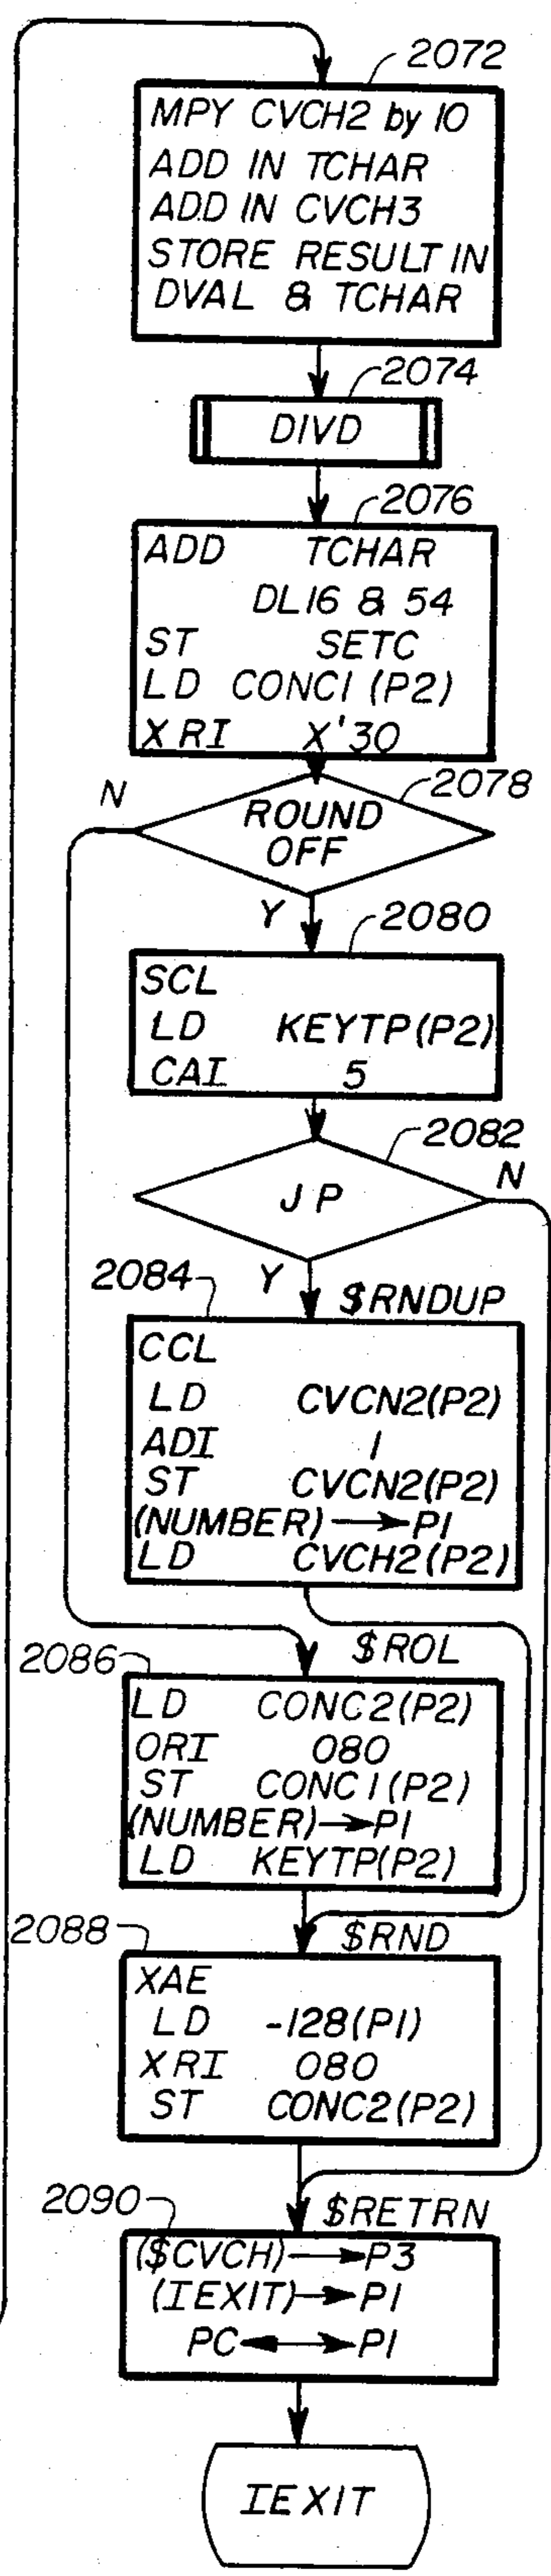 2072
MPY CVCH2 by 10
ADD IN TCHAR
ADD IN CVCH3
STORE RESULT IN
DVAL & TCHAR
2074
DIVD
2076
ADD TCHAR
DL16 & 54
ST SETC
LD CONC1 (P2)
XRI X'30
2078
N
ROUND
OFF
Y
2080
SCL
LD KEYTP(P2)
CAI 5
2082
JP
N
Y
2084
$RNDUP
CCL
LD CVCN2(P2)
ADI 1
ST CVCN2(P2)
(NUMBER)→P1
LD CVCH2(P2)
$ROL
2086
LD CONC2(P2)
ORI 080
ST CONC1(P2)
(NUMBER)→P1
LD KEYTP(P2)
2088
$RND
XAE
LD -128(P1)
XRI 080
ST CONC2(P2)
2090
$RETRN
($CVCH)→P3
(IEXIT)→P1
PC↔P1
IEXIT